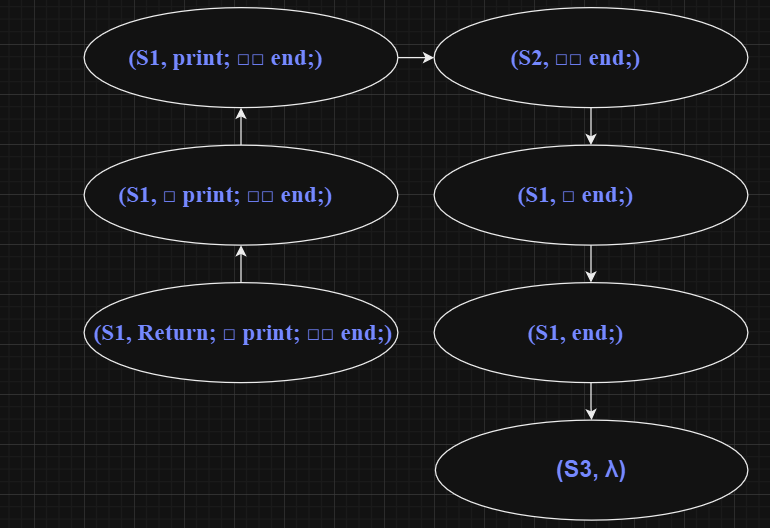 (S1, print; □□ end;)
(S2, □□ end;)
(S1, □ print; □□ end;)
(S1, □ end;)
(S1, Return; □ print; □□ end;)
(S1, end;)
(S3, λ)